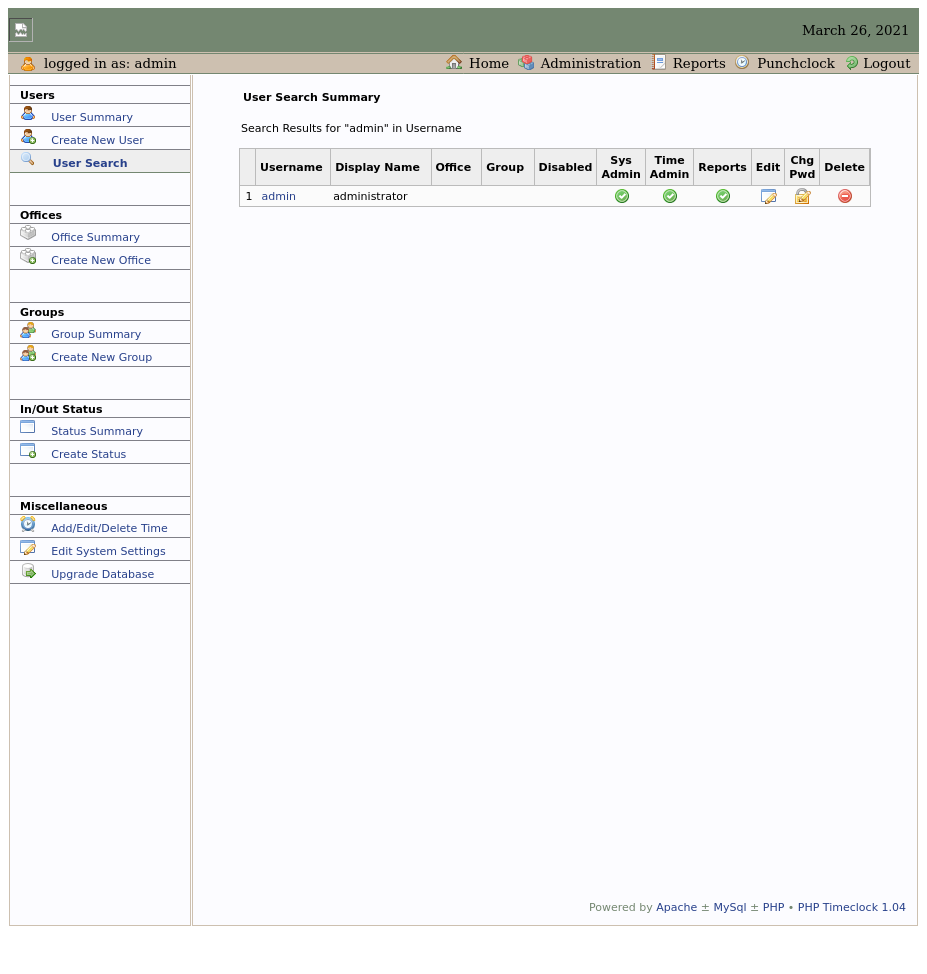 March 26, 2021
logged in as: admin
Home Administration Reports Punchclock Logout
Users
User Summary
Create New User
User Search
Offices
Office Summary
Create New Office
Groups
Group Summary
Create New Group
In/Out Status
Status Summary
Create Status
Miscellaneous
Add/Edit/Delete Time
Edit System Settings
Upgrade Database
User Search Summary
Search Results for "admin" in Username
Username Display Name Office Group Disabled Sys Admin Time Admin Reports Edit Chg Pwd Delete
1 admin administrator
Powered by Apache ± MySql ± PHP • PHP Timeclock 1.04